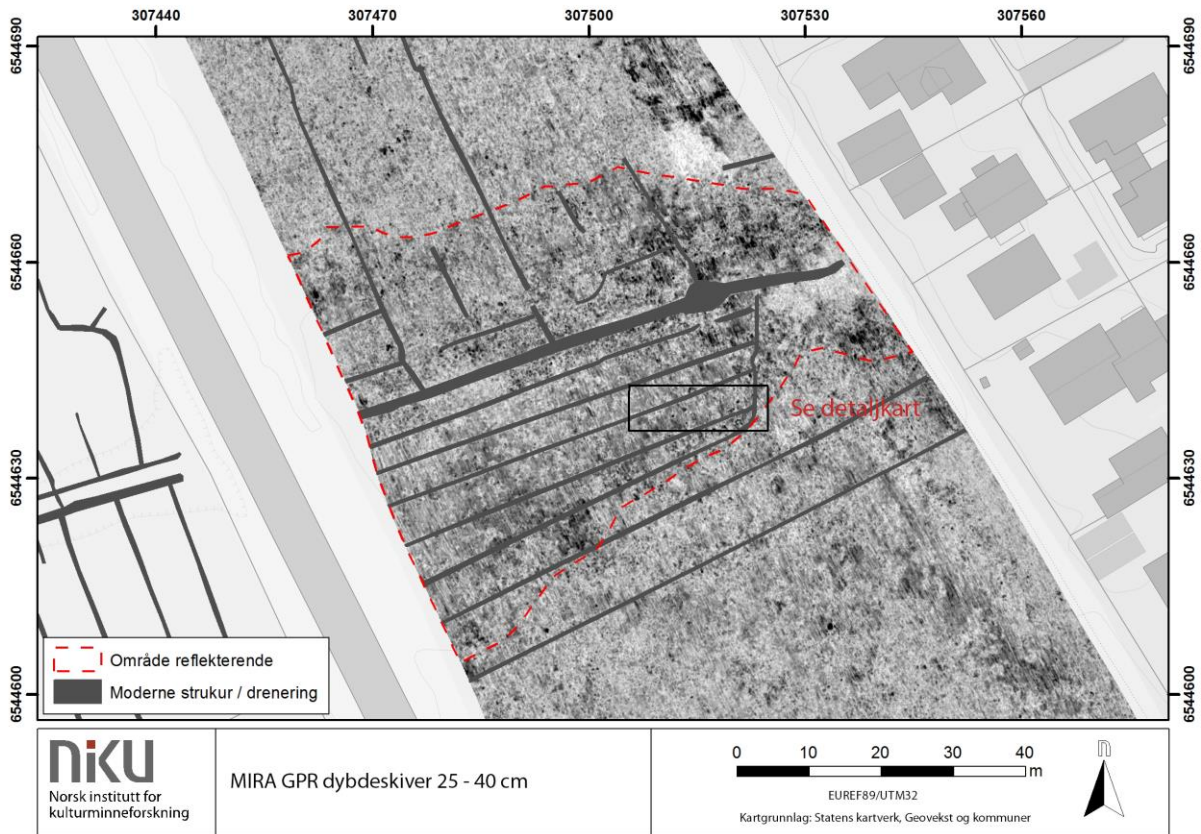 307440 307470 307500 307530 307560
6544690 6544690
6544660 6544660
Se detaljkart
6544630 6544630
6544600 6544600
Område reflekterende
Moderne strukur / drenering
niku
Norsk institutt for
kulturminneforskning
MIRA GPR dybdeskiver 25 - 40 cm
0 10 20 30 40
m
EUREF89/UTM32
Kartgrunnlag: Statens kartverk, Geovekst og kommuner
n